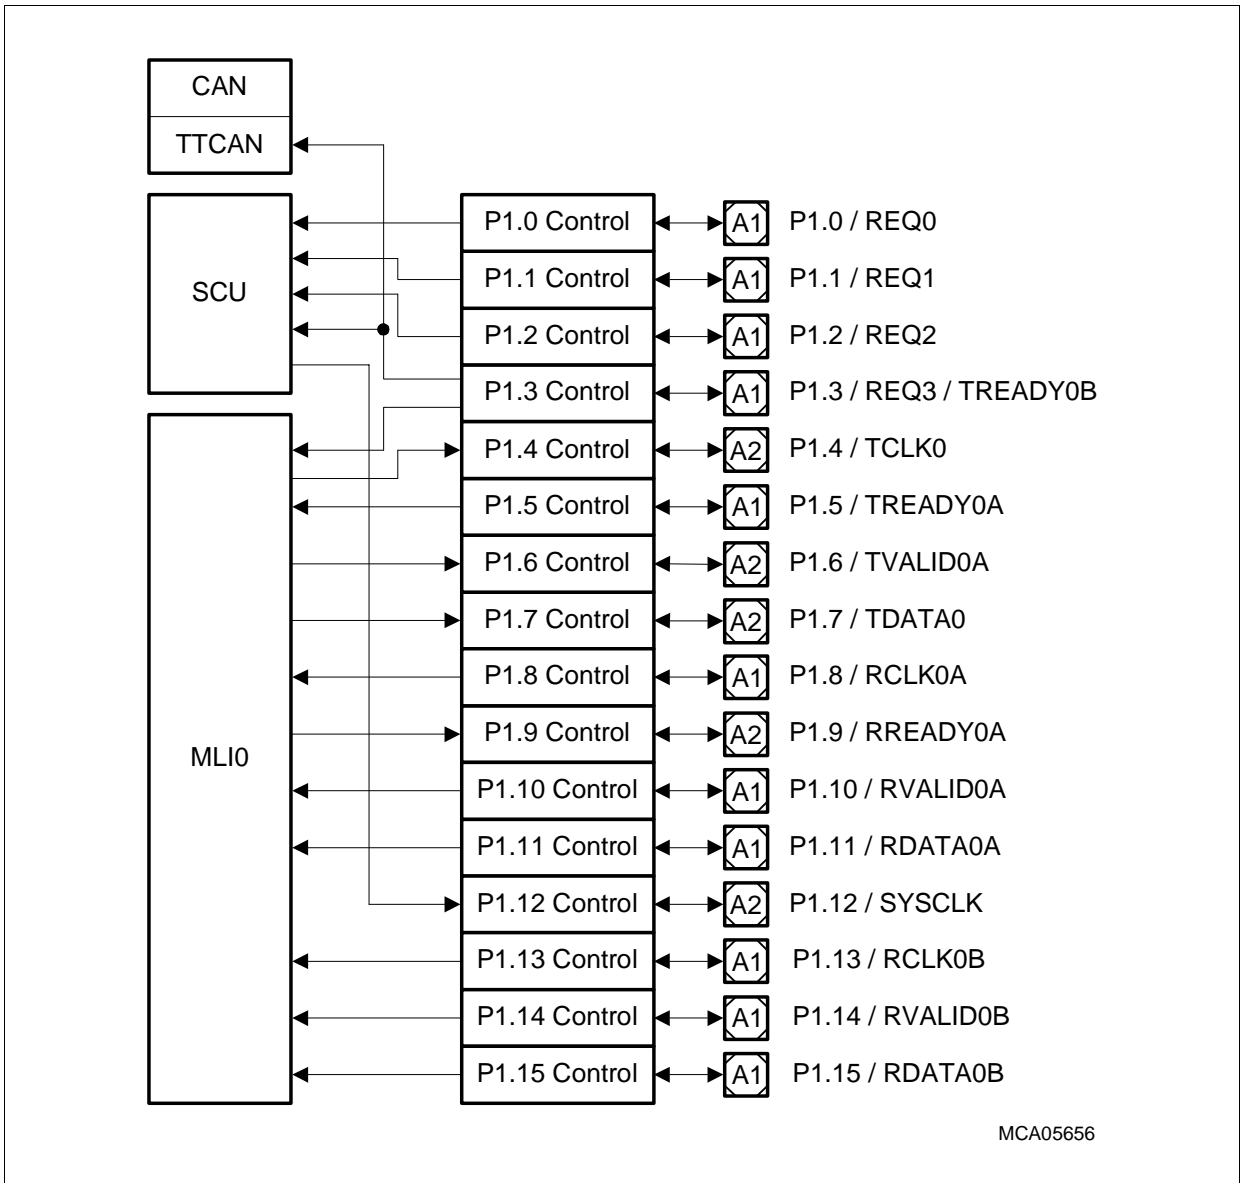 CAN
TTCAN
SCU
P1.0 Control A1 P1.0 / REQ0
P1.1 Control A1 P1.1 / REQ1
P1.2 Control A1 P1.2 / REQ2
P1.3 Control A1 P1.3 / REQ3 / TREADY0B
MLI0
P1.4 Control A2 P1.4 / TCLK0
P1.5 Control A1 P1.5 / TREADY0A
P1.6 Control A2 P1.6 / TVALID0A
P1.7 Control A2 P1.7 / TDATA0
P1.8 Control A1 P1.8 / RCLK0A
P1.9 Control A2 P1.9 / RREADY0A
P1.10 Control A1 P1.10 / RVALID0A
P1.11 Control A1 P1.11 / RDATA0A
P1.12 Control A2 P1.12 / SYSCLK
P1.13 Control A1 P1.13 / RCLK0B
P1.14 Control A1 P1.14 / RVALID0B
P1.15 Control A1 P1.15 / RDATA0B
MCA05656